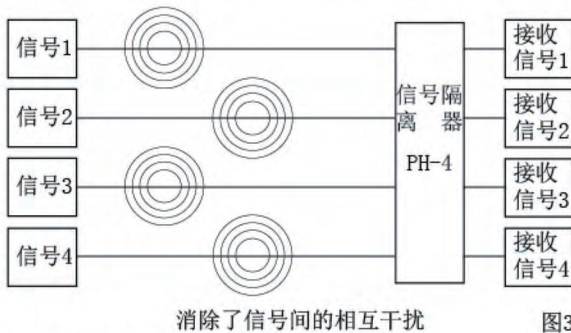 信号1
信号2
信号3
信号4
信号隔
离 器
PH-4
接收
信号1
接收
信号2
接收
信号3
接收
信号4
消除了信号间的相互干扰
图3